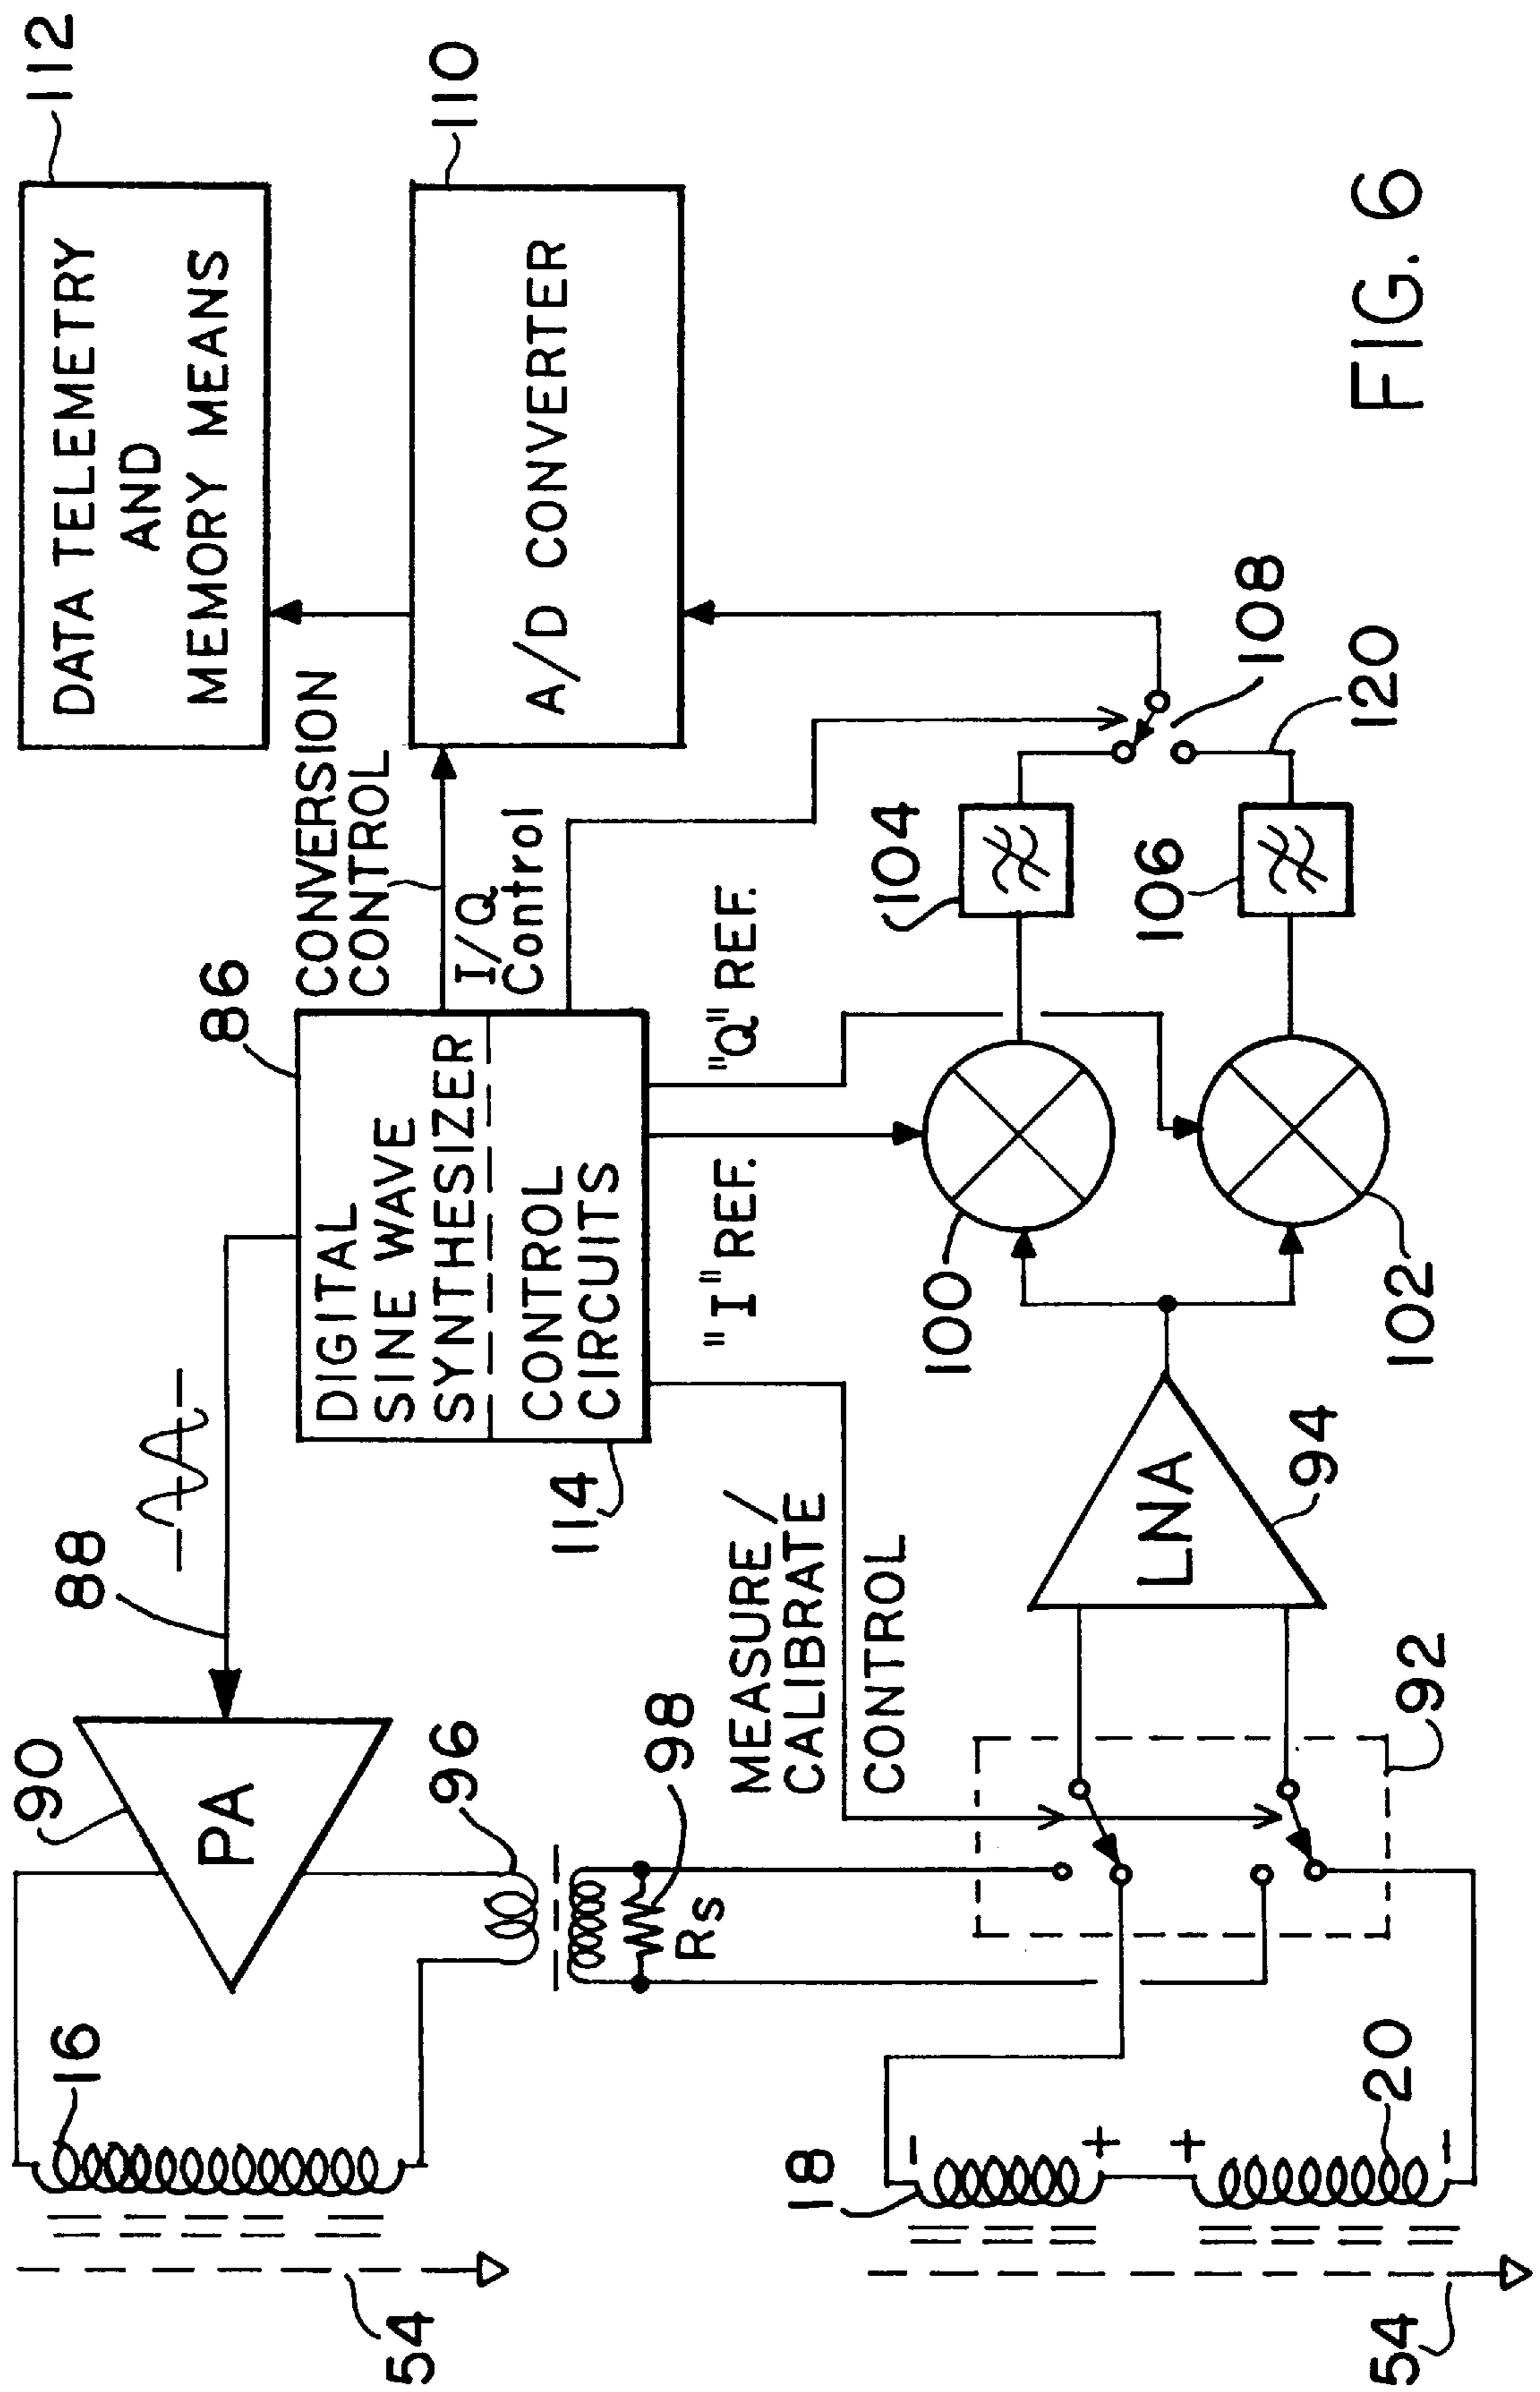 54
16
90
PA
88
96
98
Rs
86
DIGITAL
SINE WAVE
SYNTHESIZER
CONTROL
CIRCUITS
114
CONVERSION
CONTROL
I/Q
Control
DATA TELEMETRY
AND
MEMORY MEANS
112
A/D CONVERTER
110
MEASURE /
CALIBRATE
CONTROL
"I" REF.
"Q" REF.
54
18
-
+
+
-
20
92
LNA
94
100
102
104
106
108
120
FIG. 6